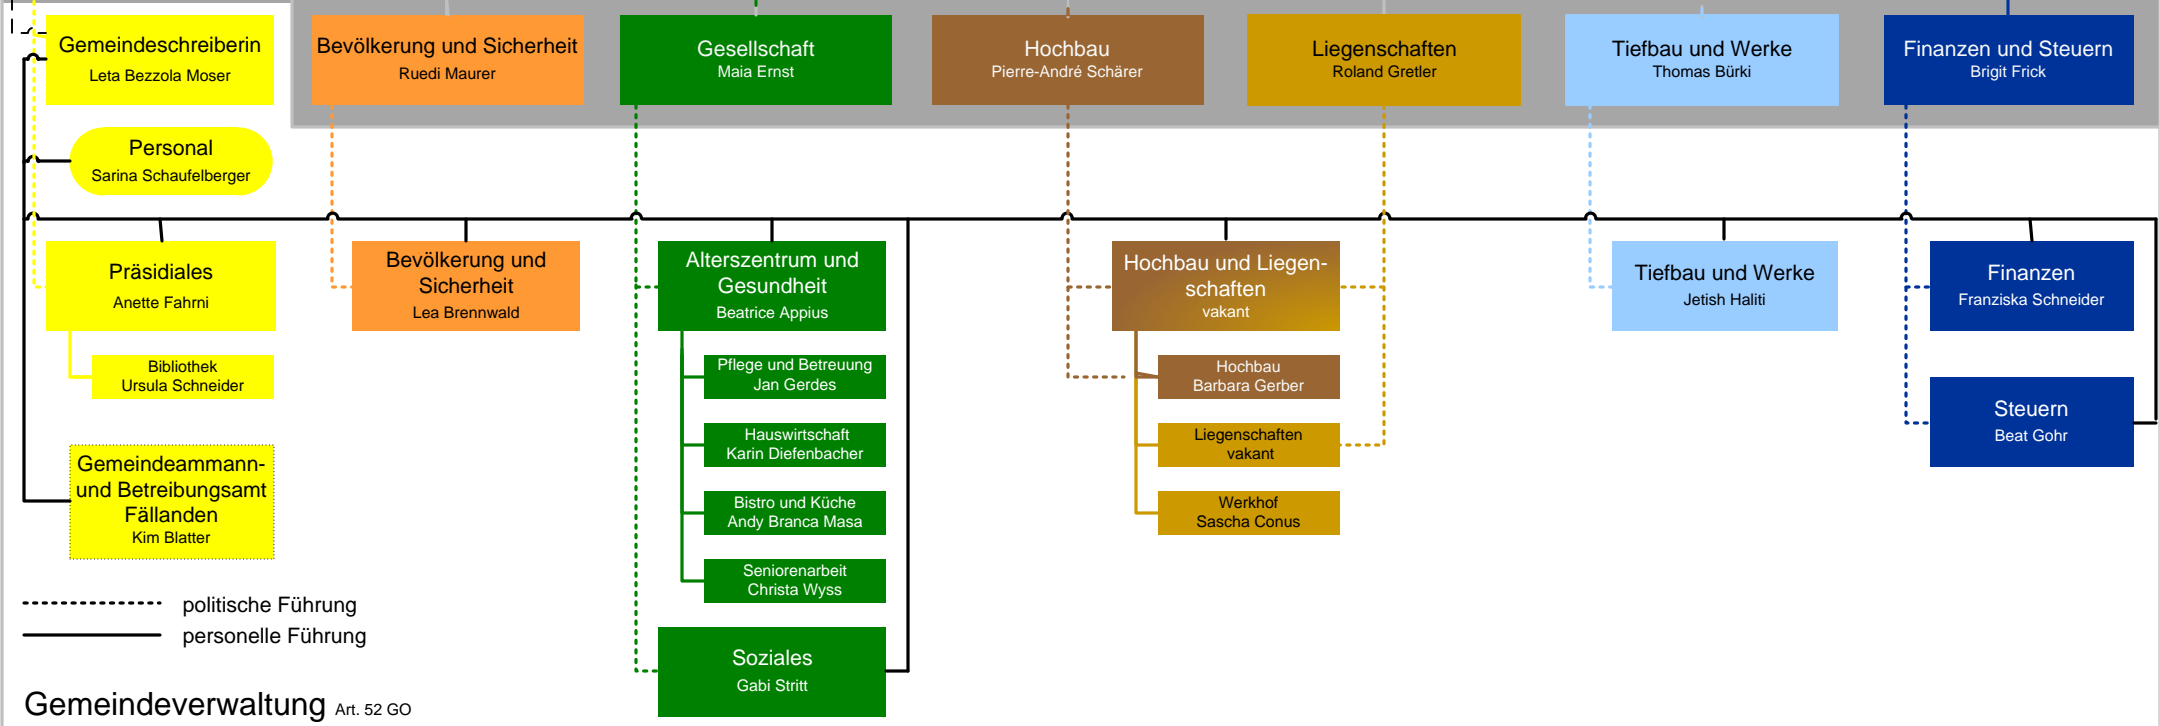 Gemeindeschreiberin
Leta Bezzola Moser
Bevölkerung und Sicherheit
Ruedi Maurer
Gesellschaft
Maia Ernst
Hochbau
Pierre-André Schärer
Liegenschaften
Roland Gretler
Tiefbau und Werke
Thomas Bürki
Finanzen und Steuern
Brigit Frick
Personal
Sarina Schaufelberger
Präsidiales
Anette Fahrni
Bevölkerung und
Sicherheit
Lea Brennwald
Alterszentrum und
Gesundheit
Beatrice Appius
Hochbau und Liegen-
schaften
vakant
Tiefbau und Werke
Jetish Haliti
Finanzen
Franziska Schneider
Bibliothek
Ursula Schneider
Pflege und Betreuung
Jan Gerdes
Hochbau
Barbara Gerber
Steuern
Beat Gohr
Hauswirtschaft
Karin Diefenbacher
Liegenschaften
vakant
Gemeindeammann-
und Betreibungsamt
Fällanden
Kim Blatter
Bistro und Küche
Andy Branca Masa
Werkhof
Sascha Conus
Seniorenarbeit
Christa Wyss
politische Führung
personelle Führung
Soziales
Gabi Stritt
Gemeindeverwaltung Art. 52 GO